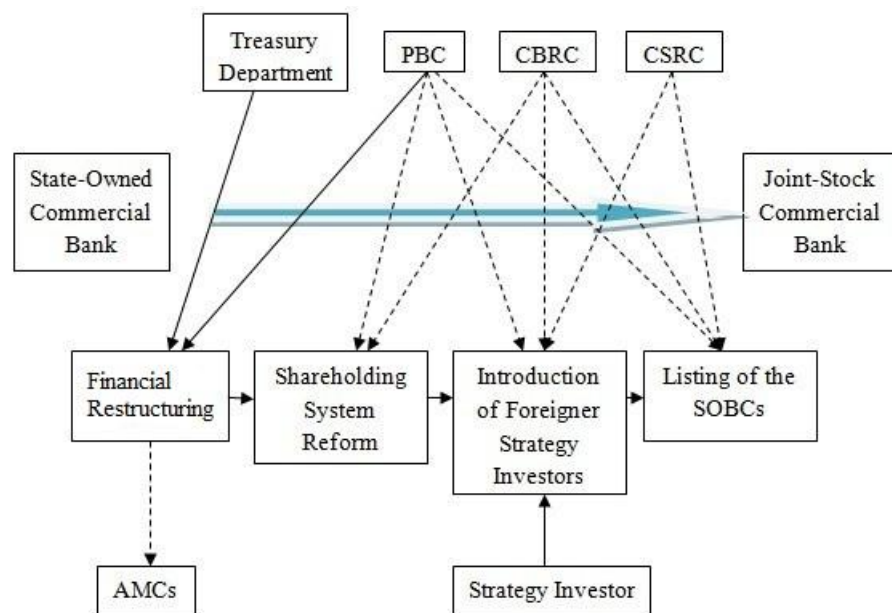 Treasury
Department
PBC
CBRC
CSRC
State-Owned
Commercial
Bank
Joint-Stock
Commercial
Bank
Financial
Restructuring
Shareholding
System
Reform
Introduction
of Foreigner
Strategy
Investors
Listing of the
SOBCs
AMCs
Strategy Investor